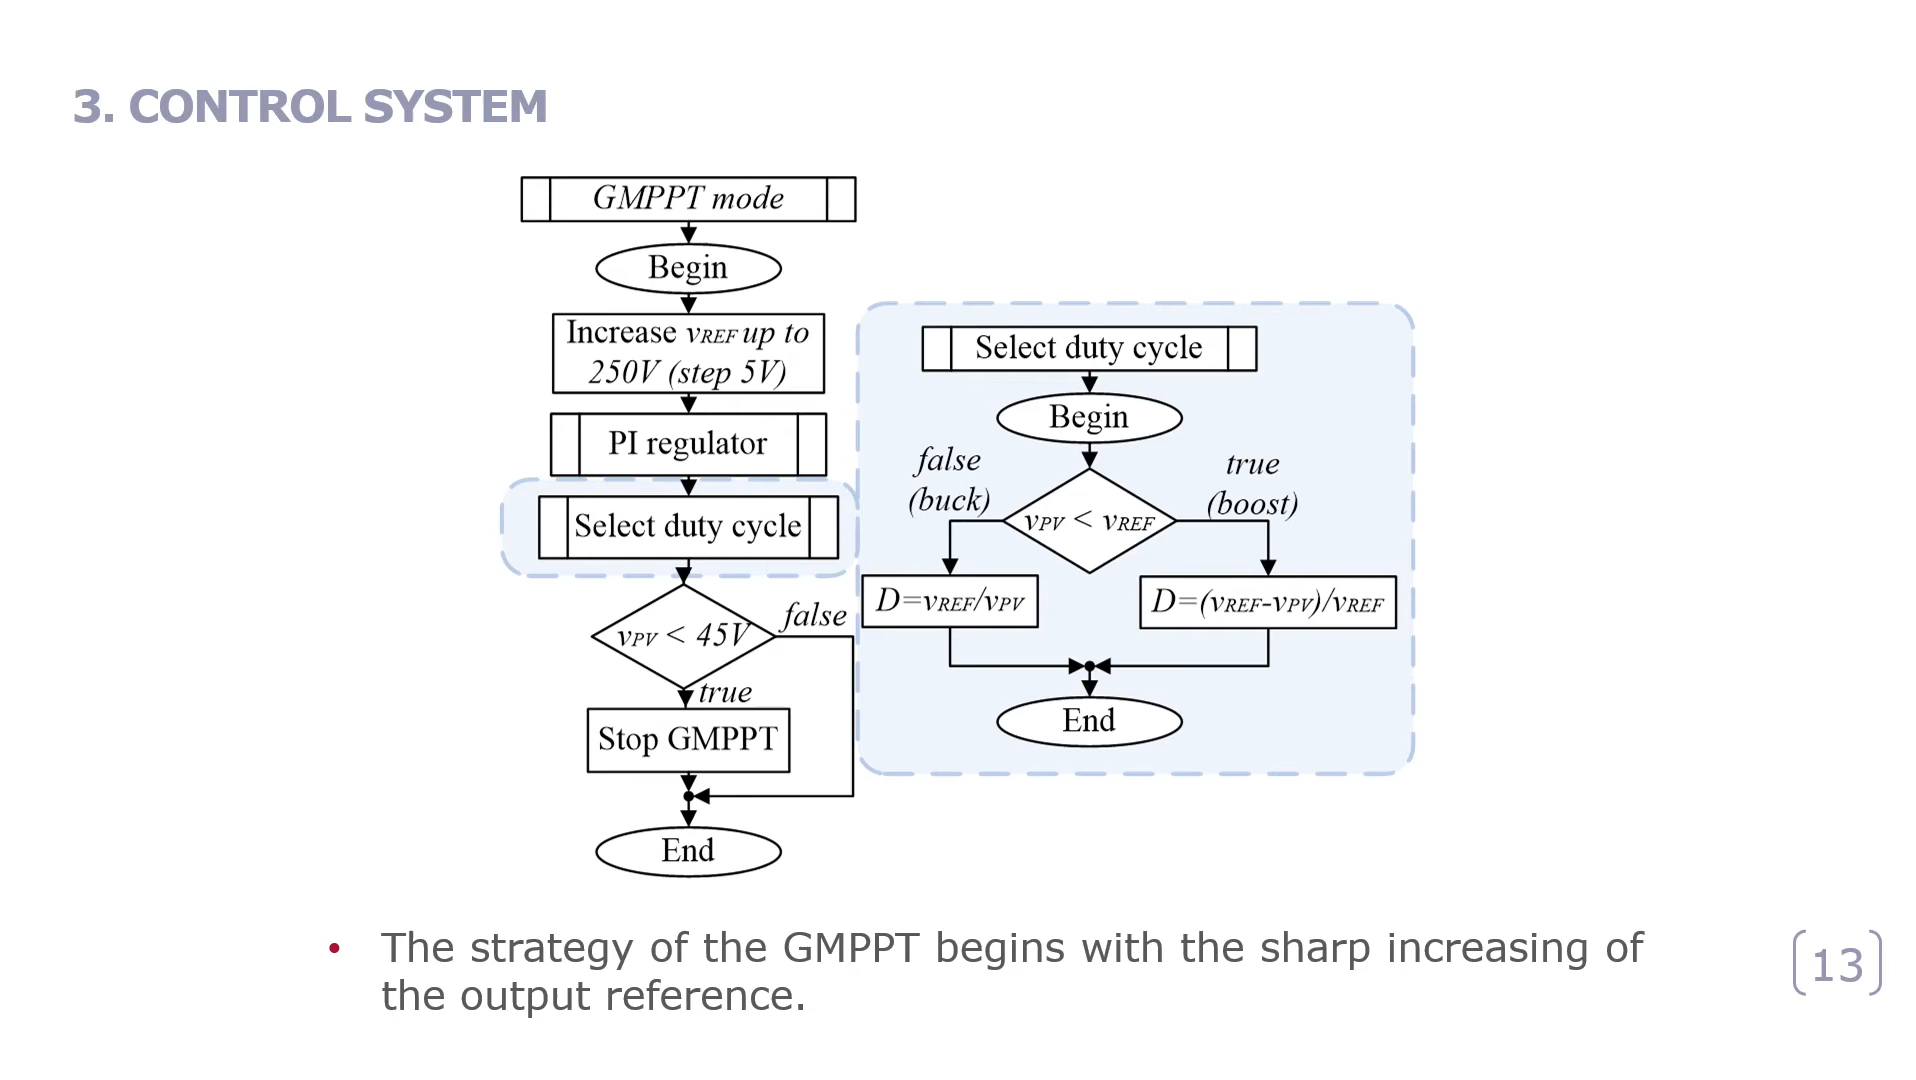 3. CONTROL SYSTEM
GMPPT mode
Begin
Increase vREF up to
250V (step 5V)
PI regulator
Select duty cycle
vPV < 45V
false
true
Stop GMPPT
End
Select duty cycle
Begin
false
(buck)
true
(boost)
vPV < vREF
D=vREF/vPV
D=(vREF-vPV)/vREF
End
• The strategy of the GMPPT begins with the sharp increasing of
the output reference.
13